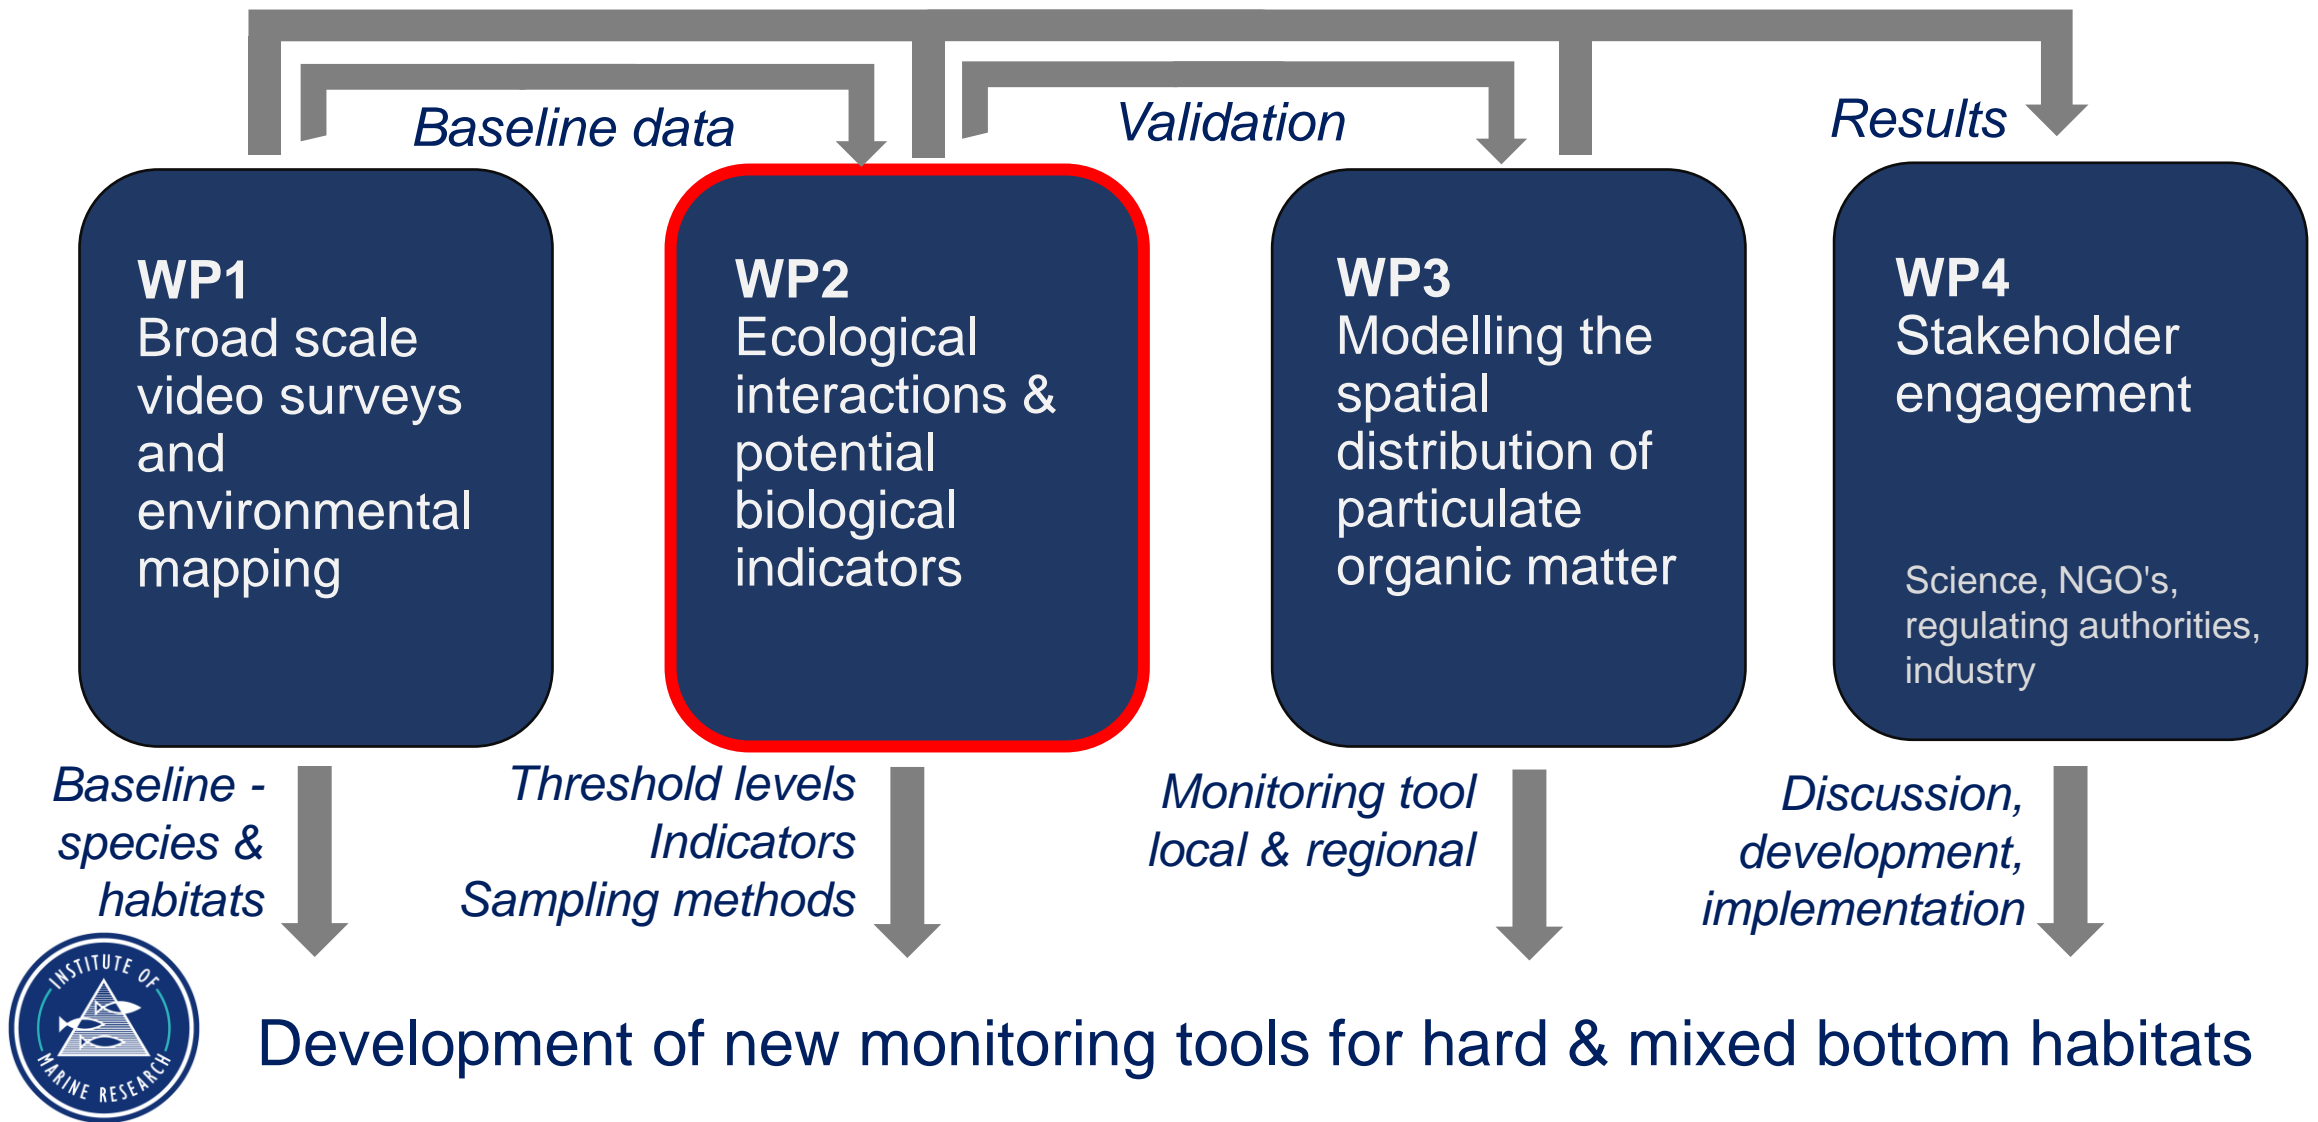 Baseline data
Validation
Results
WP1
Broad scale
video surveys
and
environmental
mapping
WP2
Ecological
interactions &
potential
biological
indicators
WP3
Modelling the
spatial
distribution of
particulate
organic matter
WP4
Stakeholder
engagement
Science, NGO's,
regulating authorities,
industry
Baseline -
species &
habitats
Threshold levels
Indicators
Sampling methods
Monitoring tool
local & regional
Discussion,
development,
implementation
INSTITUTE OF
MARINE RESEARCH
Development of new monitoring tools for hard & mixed bottom habitats